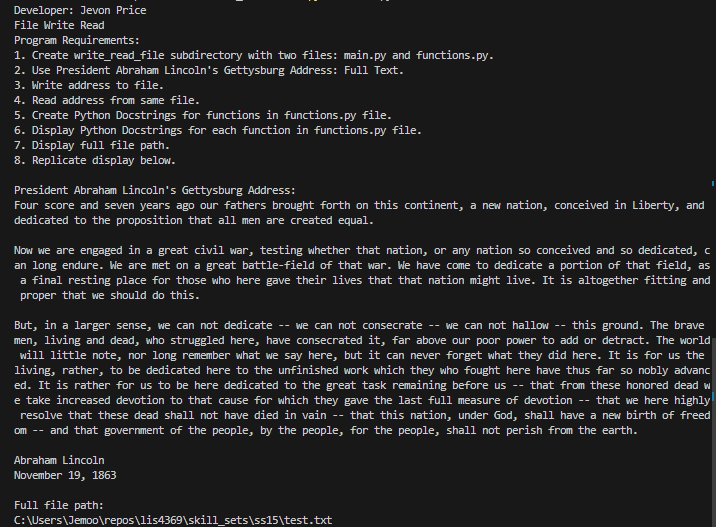 Developer: Jevon Price
File Write Read
Program Requirements:
1. Create write_read_file subdirectory with two files: main.py and functions.py.
2. Use President Abraham Lincoln's Gettysburg Address: Full Text.
3. Write address to file.
4. Read address from same file.
5. Create Python Docstrings for functions in functions.py file.
6. Display Python Docstrings for each function in functions.py file.
7. Display full file path.
8. Replicate display below.
President Abraham Lincoln's Gettysburg Address:
Four score and seven years ago our fathers brought forth on this continent, a new nation, conceived in Liberty, and
dedicated to the proposition that all men are created equal.
Now we are engaged in a great civil war, testing whether that nation, or any nation so conceived and so dedicated, c
an long endure. We are met on a great battle-field of that war. We have come to dedicate a portion of that field, as
a final resting place for those who here gave their lives that that nation might live. It is altogether fitting and
proper that we should do this.
But, in a larger sense, we can not dedicate -- we can not consecrate -- we can not hallow -- this ground. The brave
men, living and dead, who struggled here, have consecrated it, far above our poor power to add or detract. The world
will little note, nor long remember what we say here, but it can never forget what they did here. It is for us the
living, rather, to be dedicated here to the unfinished work which they who fought here have thus far so nobly advanc
ed. It is rather for us to be here dedicated to the great task remaining before us -- that from these honored dead w
e take increased devotion to that cause for which they gave the last full measure of devotion -- that we here highly
resolve that these dead shall not have died in vain -- that this nation, under God, shall have a new birth of freed
om -- and that government of the people, by the people, for the people, shall not perish from the earth.
Abraham Lincoln
November 19, 1863
Full file path:
C:\Users\Jemoo\repos\lis4369\skill_sets\ss15\test.txt